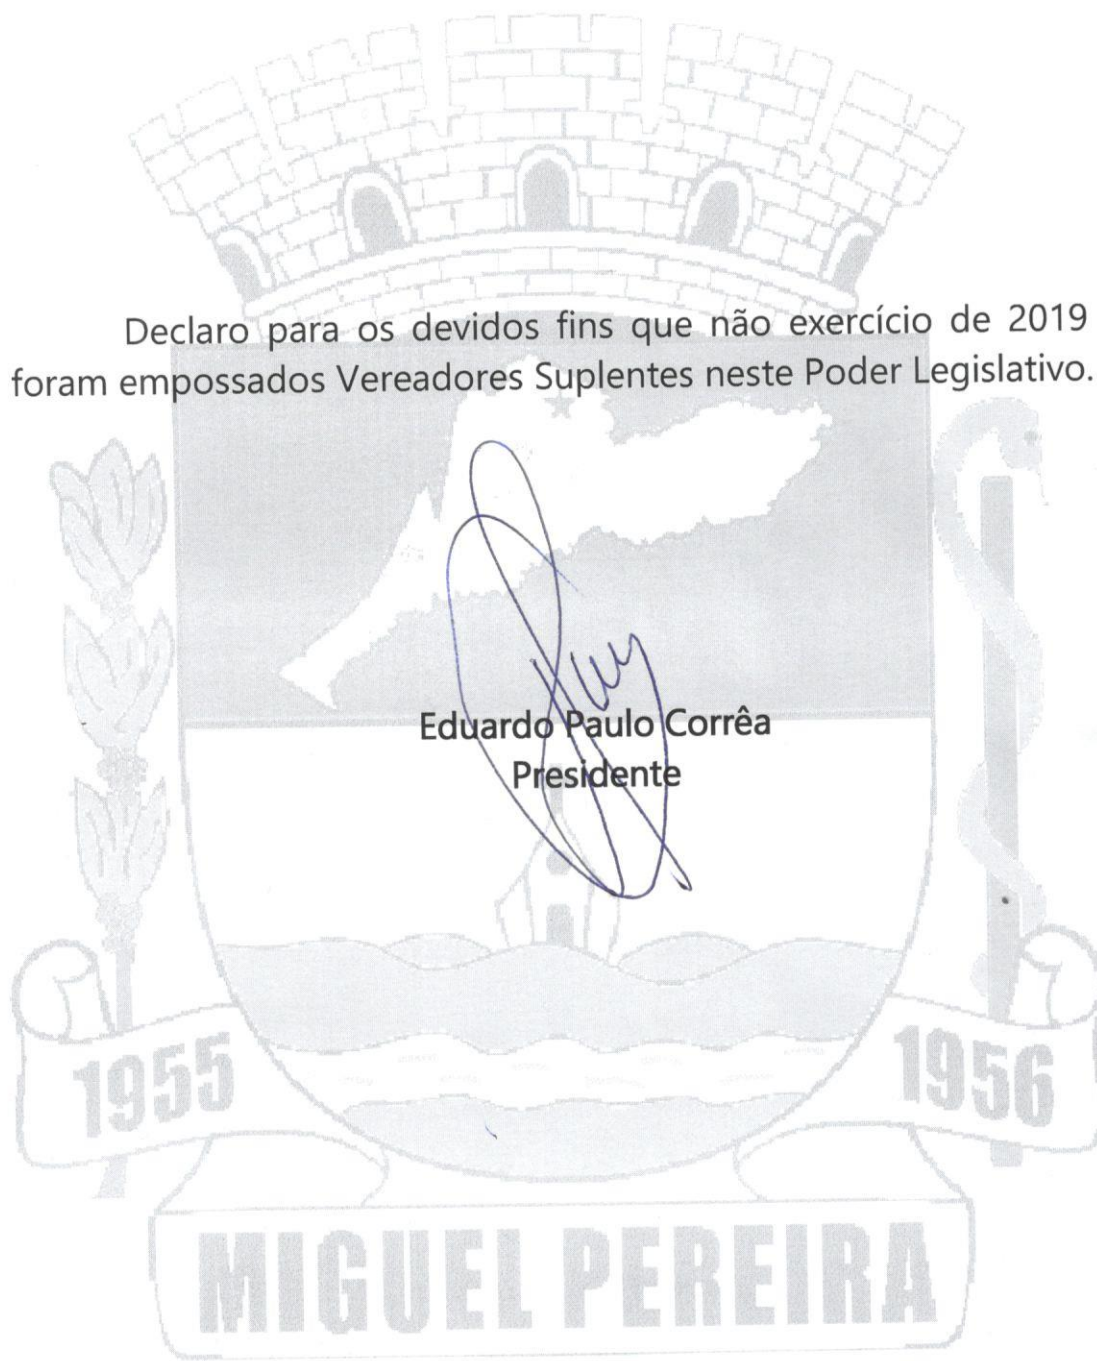 Declaro para os devidos fins que não exercício de 2019
foram empossados Vereadores Suplentes neste Poder Legislativo.
Eduardo Paulo Corrêa
Presidente
1955
1956
MIGUEL PEREIRA